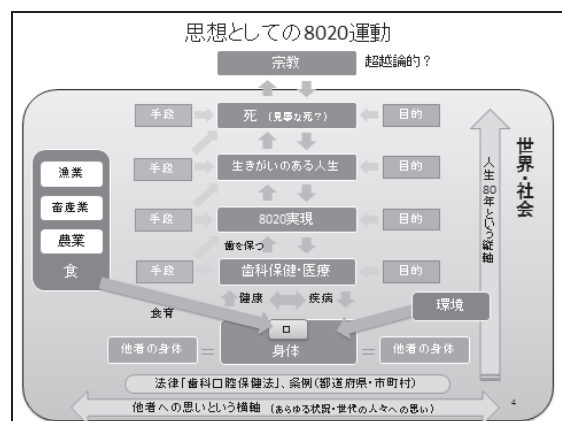 思想としての8020運動
宗教
超越論的?
手段
死(見事な死?)
目的
手段
生きがいのある人生
目的
手段
8020実現
目的
歯を保つ
手段
歯科保健・医療
目的
健康
疾病
漁業
畜産業
農業
食
食育
環境
口
身体
他者の身体
=
=
他者の身体
人生80年という縦軸
世界・社会
法律「歯科口腔保健法」、条例(都道府県・市町村)
他者への思いという横軸(あらゆる状況・世代の人々への思い)
4